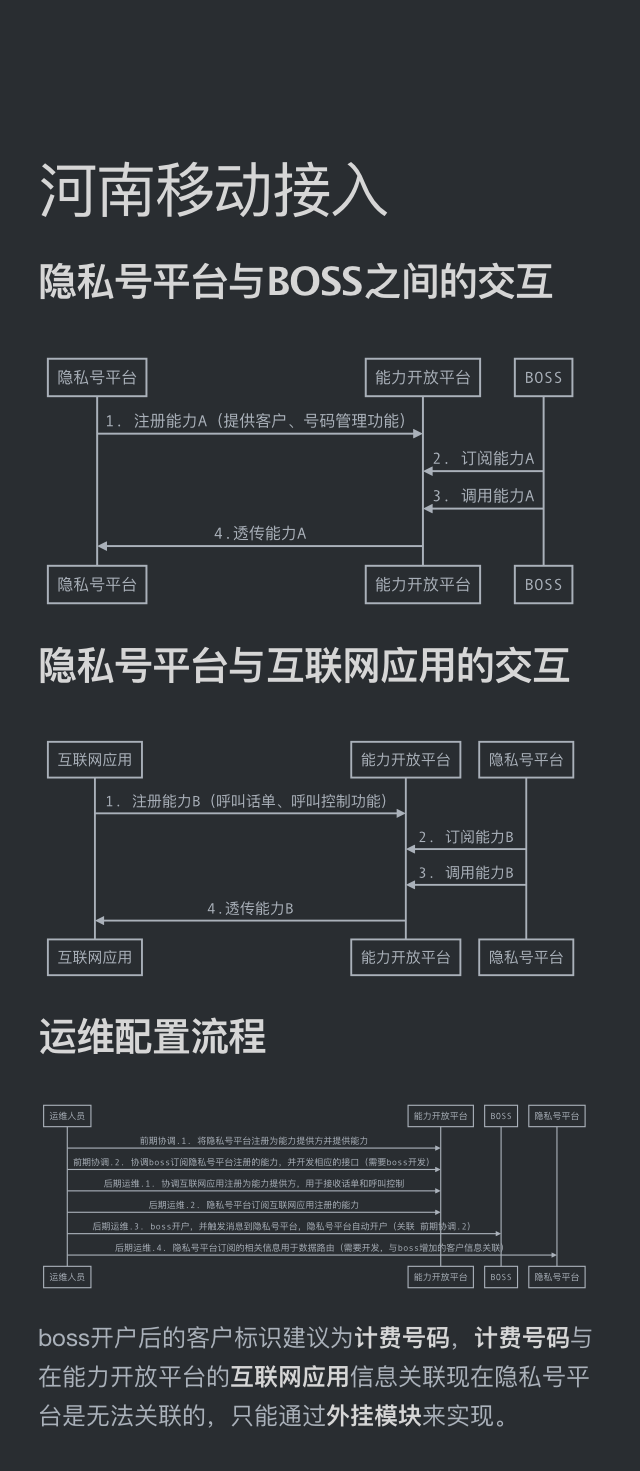 河南移动接入
隐私号平台与BOSS之间的交互
隐私号平台 能力开放平台 BOSS
1. 注册能力A（提供客户、号码管理功能）
2. 订阅能力A
3. 调用能力A
4.透传能力A
隐私号平台 能力开放平台 BOSS
隐私号平台与互联网应用的交互
互联网应用 能力开放平台 隐私号平台
1. 注册能力B（呼叫话单、呼叫控制功能）
2. 订阅能力B
3. 调用能力B
4.透传能力B
互联网应用 能力开放平台 隐私号平台
运维配置流程
运维人员 能力开放平台 BOSS 隐私号平台
前期协调.1. 将隐私号平台注册为能力提供方并提供能力
前期协调.2. 协调boss订阅隐私号平台注册的能力，并开发相应的接口（需要boss开发）
后期运维.1. 协调互联网应用注册为能力提供方，用于接收话单和呼叫控制
后期运维.2. 隐私号平台订阅互联网应用注册的能力
后期运维.3. boss开户，并触发消息到隐私号平台，隐私号平台自动开户（关联 前期协调.2）
后期运维.4. 隐私号平台订阅的相关信息用于数据路由（需要开发，与boss增加的客户信息关联）
运维人员 能力开放平台 BOSS 隐私号平台
boss开户后的客户标识建议为计费号码，计费号码与
在能力开放平台的互联网应用信息关联现在隐私号平
台是无法关联的，只能通过外挂模块来实现。